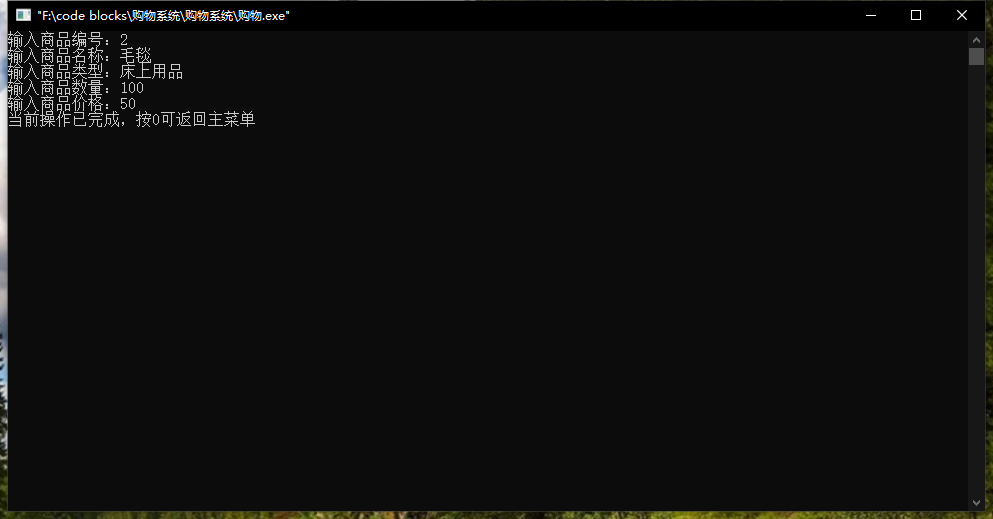 "F:\code blocks\购物系统\购物系统\购物.exe"
输入商品编号：2
输入商品名称：毛毯
输入商品类型：床上用品
输入商品数量：100
输入商品价格：50
当前操作已完成，按0可返回主菜单